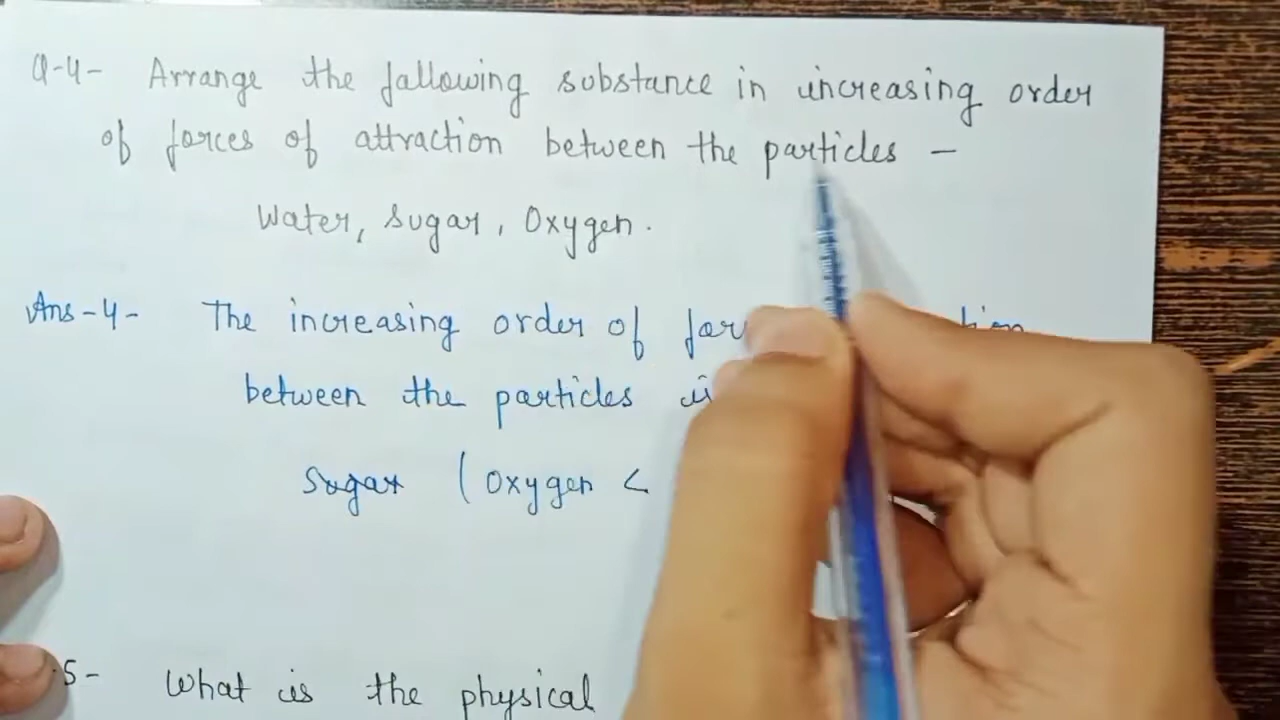 Q-4- Arrange the fallowing substance in increasing order
of forces of attraction between the particles -
Water, Sugar, Oxygen.
Ans-4- The increasing order of
between the particles
Sugar ( Oxygen <
5- What is the physical